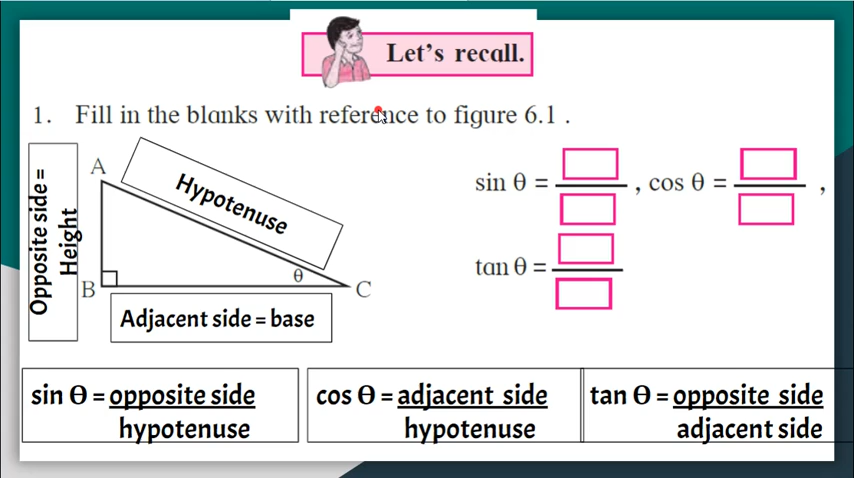 Let's recall.
1. Fill in the blanks with reference to figure 6.1 .
Opposite side =
Height
A
Hypotenuse
θ
B
C
Adjacent side = base
sin θ = , cos θ = ,
tan θ =
sin Θ = opposite side
hypotenuse
cos Θ = adjacent side
hypotenuse
tan Θ = opposite side
adjacent side